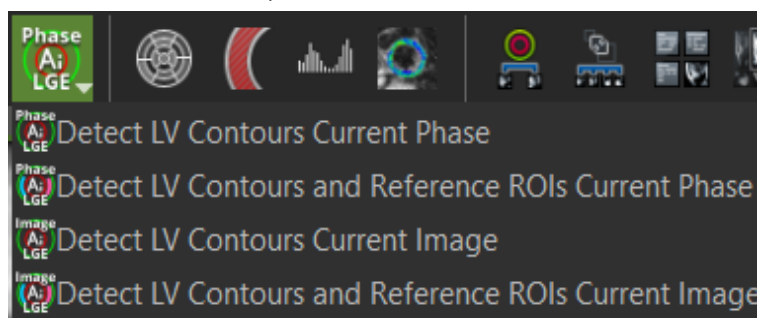 Phase
Ai
LGE
Phase
Ai
LGE
Detect LV Contours Current Phase
Phase
Ai
LGE
Detect LV Contours and Reference ROIs Current Phase
Image
Ai
LGE
Detect LV Contours Current Image
Image
Ai
LGE
Detect LV Contours and Reference ROIs Current Image